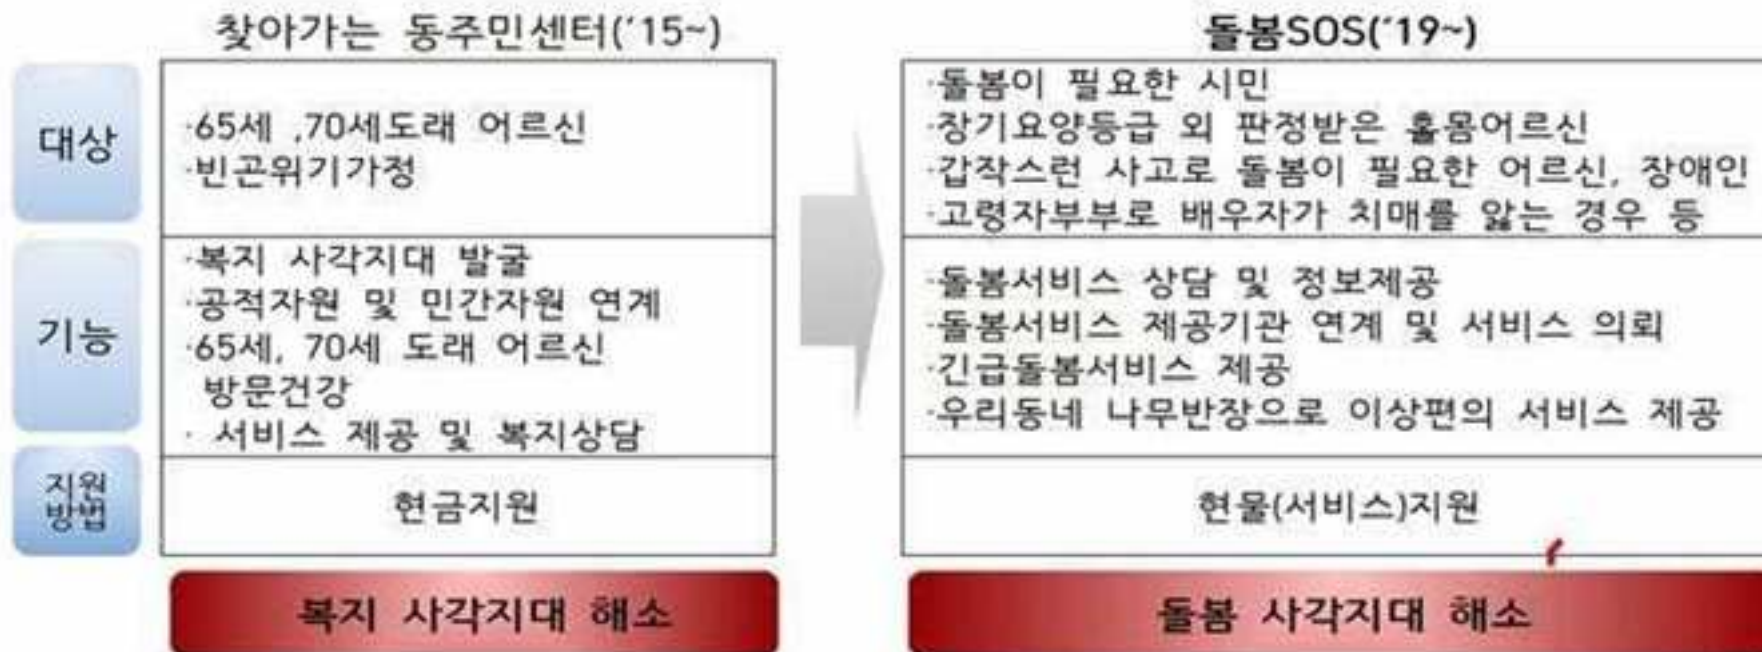 찾아가는 동주민센터('15~)
돌봄SOS('19~)
대상
·65세 ,70세도래 어르신
·빈곤위기가정
·돌봄이 필요한 시민
·장기요양등급 외 판정받은 홀몸어르신
·갑작스런 사고로 돌봄이 필요한 어르신, 장애인
·고령자부부로 배우자가 치매를 앓는 경우 등
기능
·복지 사각지대 발굴
·공적자원 및 민간자원 연계
·65세, 70세 도래 어르신
방문건강
· 서비스 제공 및 복지상담
·돌봄서비스 상담 및 정보제공
·돌봄서비스 제공기관 연계 및 서비스 의뢰
·긴급돌봄서비스 제공
·우리동네 나무반장으로 이상편의 서비스 제공
지원
방법
현금지원
현물(서비스)지원
복지 사각지대 해소
돌봄 사각지대 해소